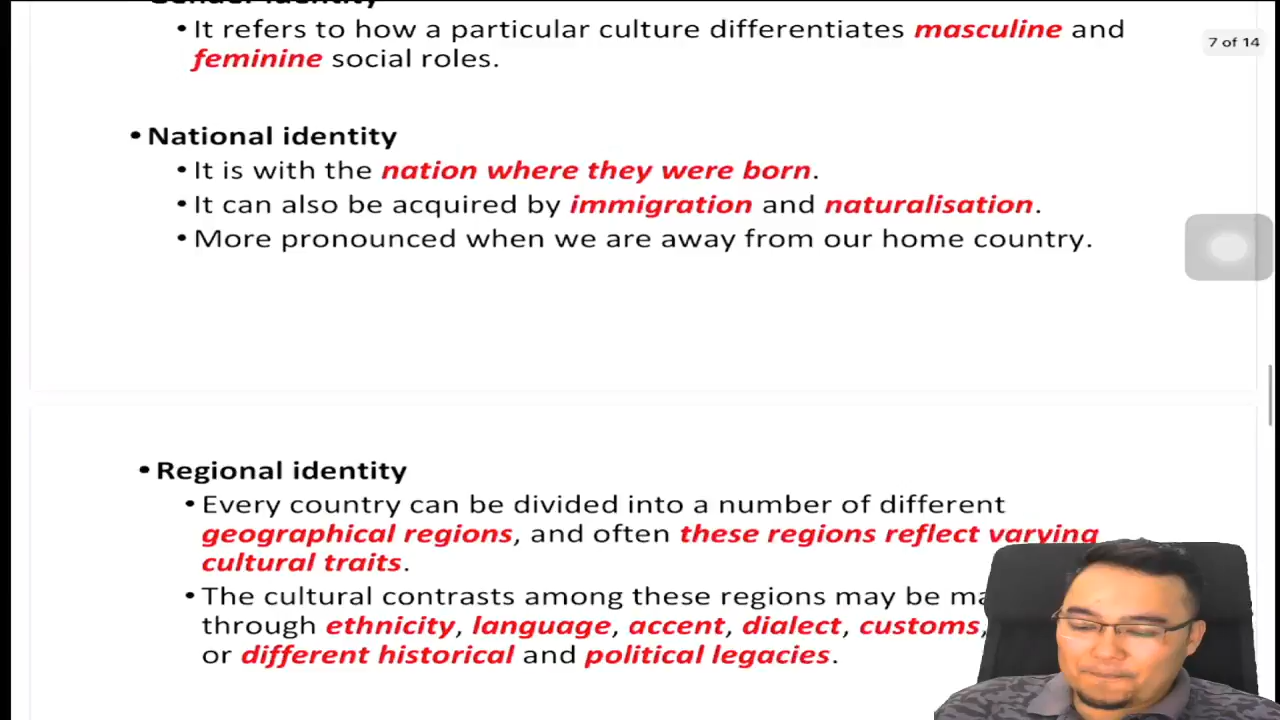 Gender identity
• It refers to how a particular culture differentiates masculine and
feminine social roles.
7 of 14
• National identity
• It is with the nation where they were born.
• It can also be acquired by immigration and naturalisation.
• More pronounced when we are away from our home country.
• Regional identity
• Every country can be divided into a number of different
geographical regions, and often these regions reflect varying
cultural traits.
• The cultural contrasts among these regions may be
through ethnicity, language, accent, dialect, customs,
or different historical and political legacies.